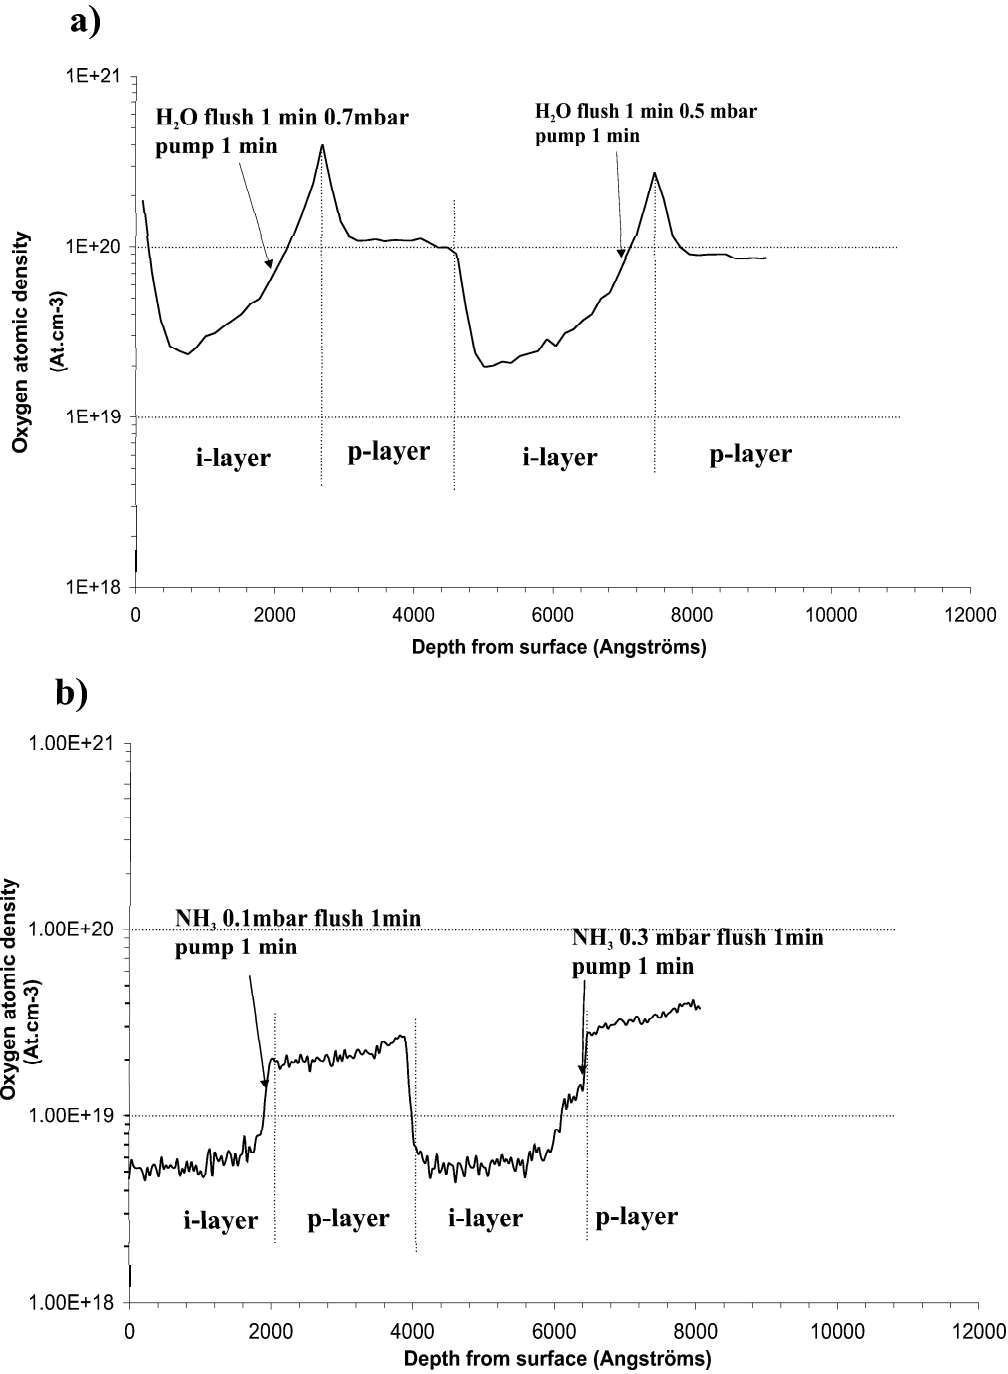 a)
1E+21
H₂O flush 1 min 0.7mbar
pump 1 min
H₂O flush 1 min 0.5 mbar
pump 1 min
Oxygen atomic density
(At.cm-3)
1E+20
1E+19
i-layer
p-layer
i-layer
p-layer
1E+18
0 2000 4000 6000 8000 10000 12000
Depth from surface (Angströms)
b)
1.00E+21
Oxygen atomic density
(At.cm-3)
NH₃ 0.1mbar flush 1min
pump 1 min
1.00E+20
NH₃ 0.3 mbar flush 1min
pump 1 min
1.00E+19
i-layer
p-layer
i-layer
p-layer
1.00E+18
0 2000 4000 6000 8000 10000 12000
Depth from surface (Angströms)